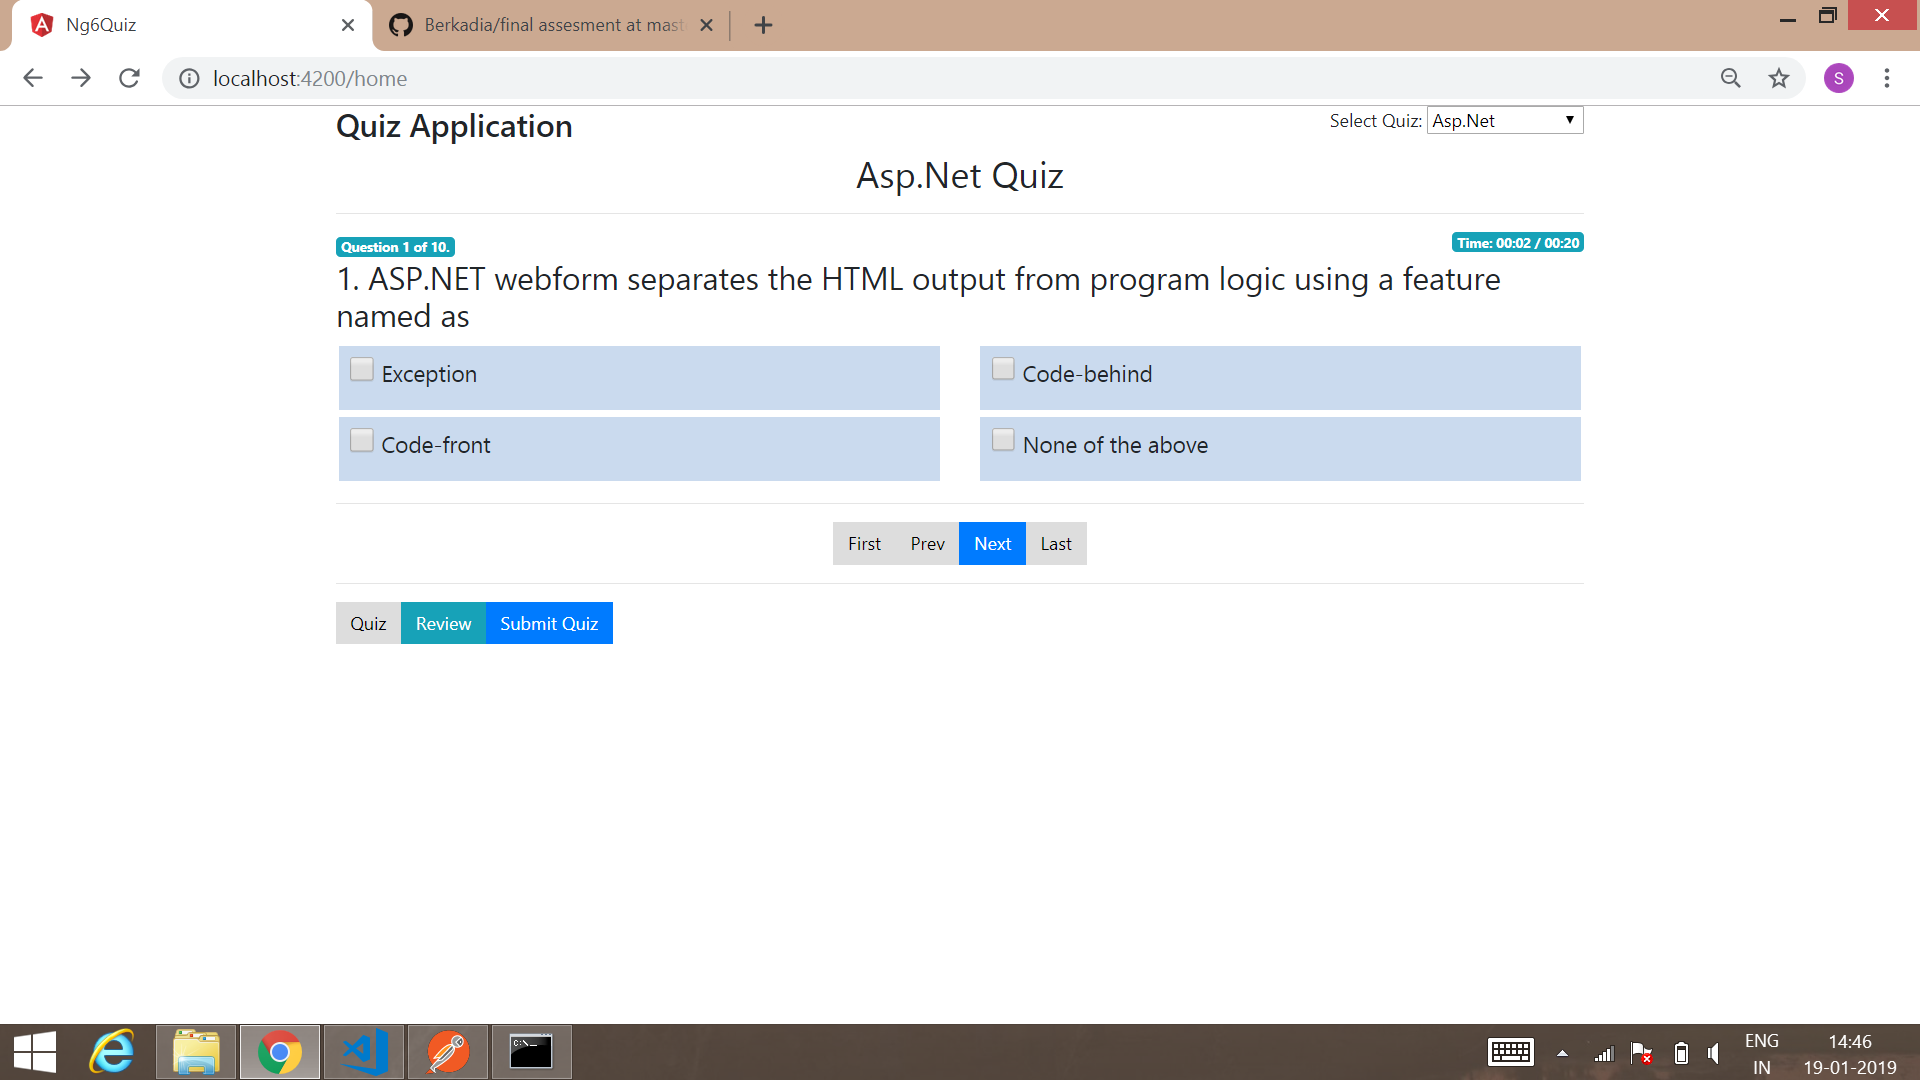 Ng6Quiz
Berkadia/final assesment at mast
localhost:4200/home
S
Quiz Application
Select Quiz: Asp.Net
Asp.Net Quiz
Question 1 of 10.
Time: 00:02 / 00:20
1. ASP.NET webform separates the HTML output from program logic using a feature
named as
Exception
Code-behind
Code-front
None of the above
First Prev Next Last
Quiz Review Submit Quiz
ENG 14:46
IN 19-01-2019